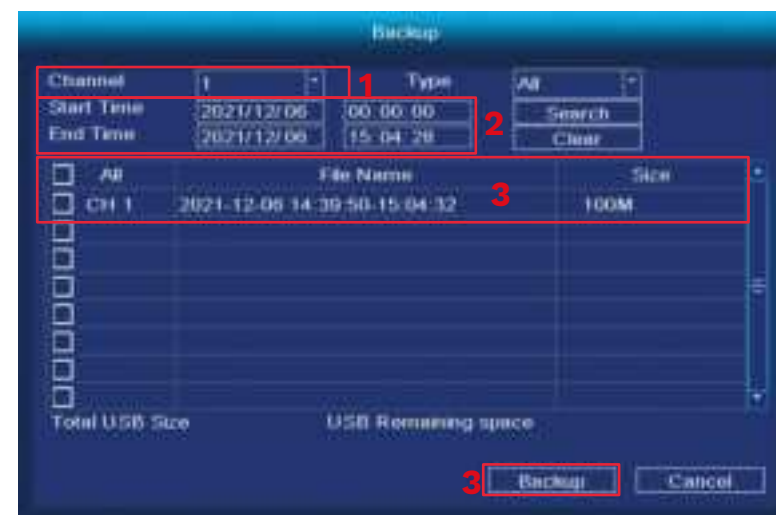 Backup
Channel 1 1 Type All
Start Time 2021/12/06 00:00:00 2 Search
End Time 2021/12/06 15:04:28 Clear
All File Name Size
CH 1 2021-12-06 14:39:50-15:04:32 3 100M
Total USB Size USB Remaining space
3 Backup Cancel